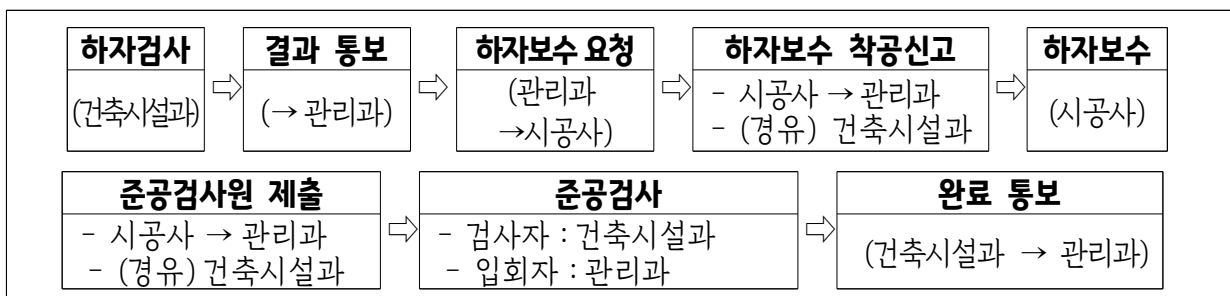 하자검사
(건축시설과)
⇨
결과 통보
(→ 관리과)
⇨
하자보수 요청
(관리과
→시공사)
⇨
하자보수 착공신고
- 시공사 → 관리과
- (경유) 건축시설과
⇨
하자보수
(시공사)
준공검사원 제출
- 시공사 → 관리과
- (경유) 건축시설과
⇨
준공검사
- 검사자 : 건축시설과
- 입회자 : 관리과
⇨
완료 통보
(건축시설과 → 관리과)